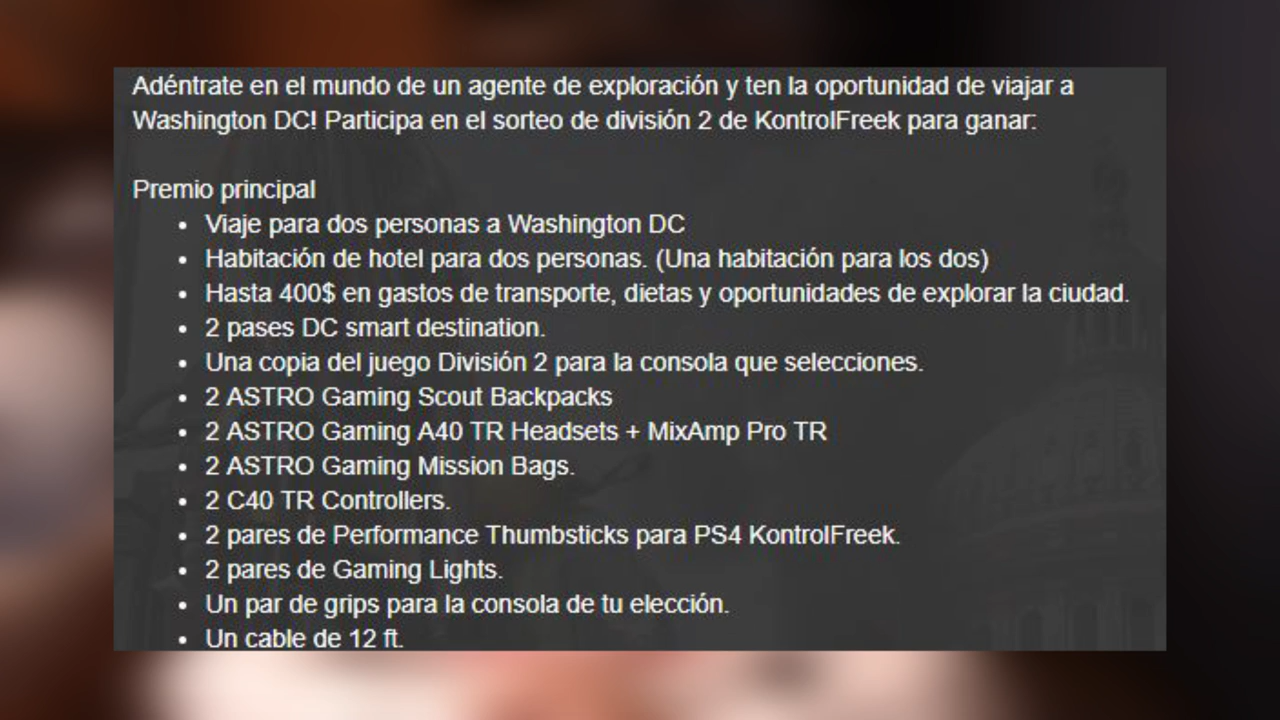 Adéntrate en el mundo de un agente de exploración y ten la oportunidad de viajar a
Washington DC! Participa en el sorteo de división 2 de KontrolFreek para ganar:
Premio principal
• Viaje para dos personas a Washington DC
• Habitación de hotel para dos personas. (Una habitación para los dos)
• Hasta 400$ en gastos de transporte, dietas y oportunidades de explorar la ciudad.
• 2 pases DC smart destination.
• Una copia del juego División 2 para la consola que selecciones.
• 2 ASTRO Gaming Scout Backpacks
• 2 ASTRO Gaming A40 TR Headsets + MixAmp Pro TR
• 2 ASTRO Gaming Mission Bags.
• 2 C40 TR Controllers.
• 2 pares de Performance Thumbsticks para PS4 KontrolFreek.
• 2 pares de Gaming Lights.
• Un par de grips para la consola de tu elección.
• Un cable de 12 ft.